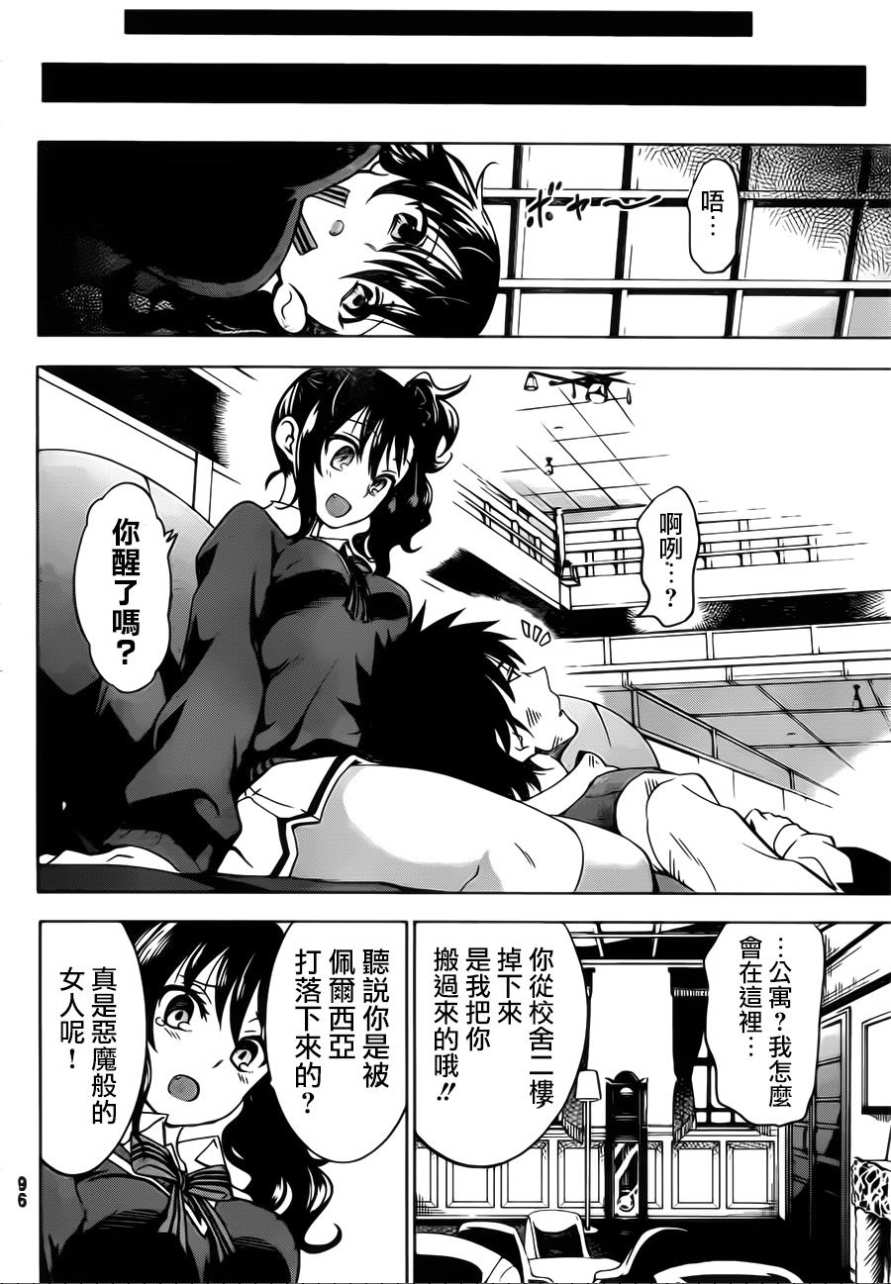 唔…
ボヤ〜
啊咧…?
你醒了嗎?
…公寓?我怎麼
會在這裡…
你從校舍二樓
掉下來
是我把你
搬過來的哦!!
聽說你是被
佩爾西亞
打落下來的?
真是惡魔般的
女人呢!
96